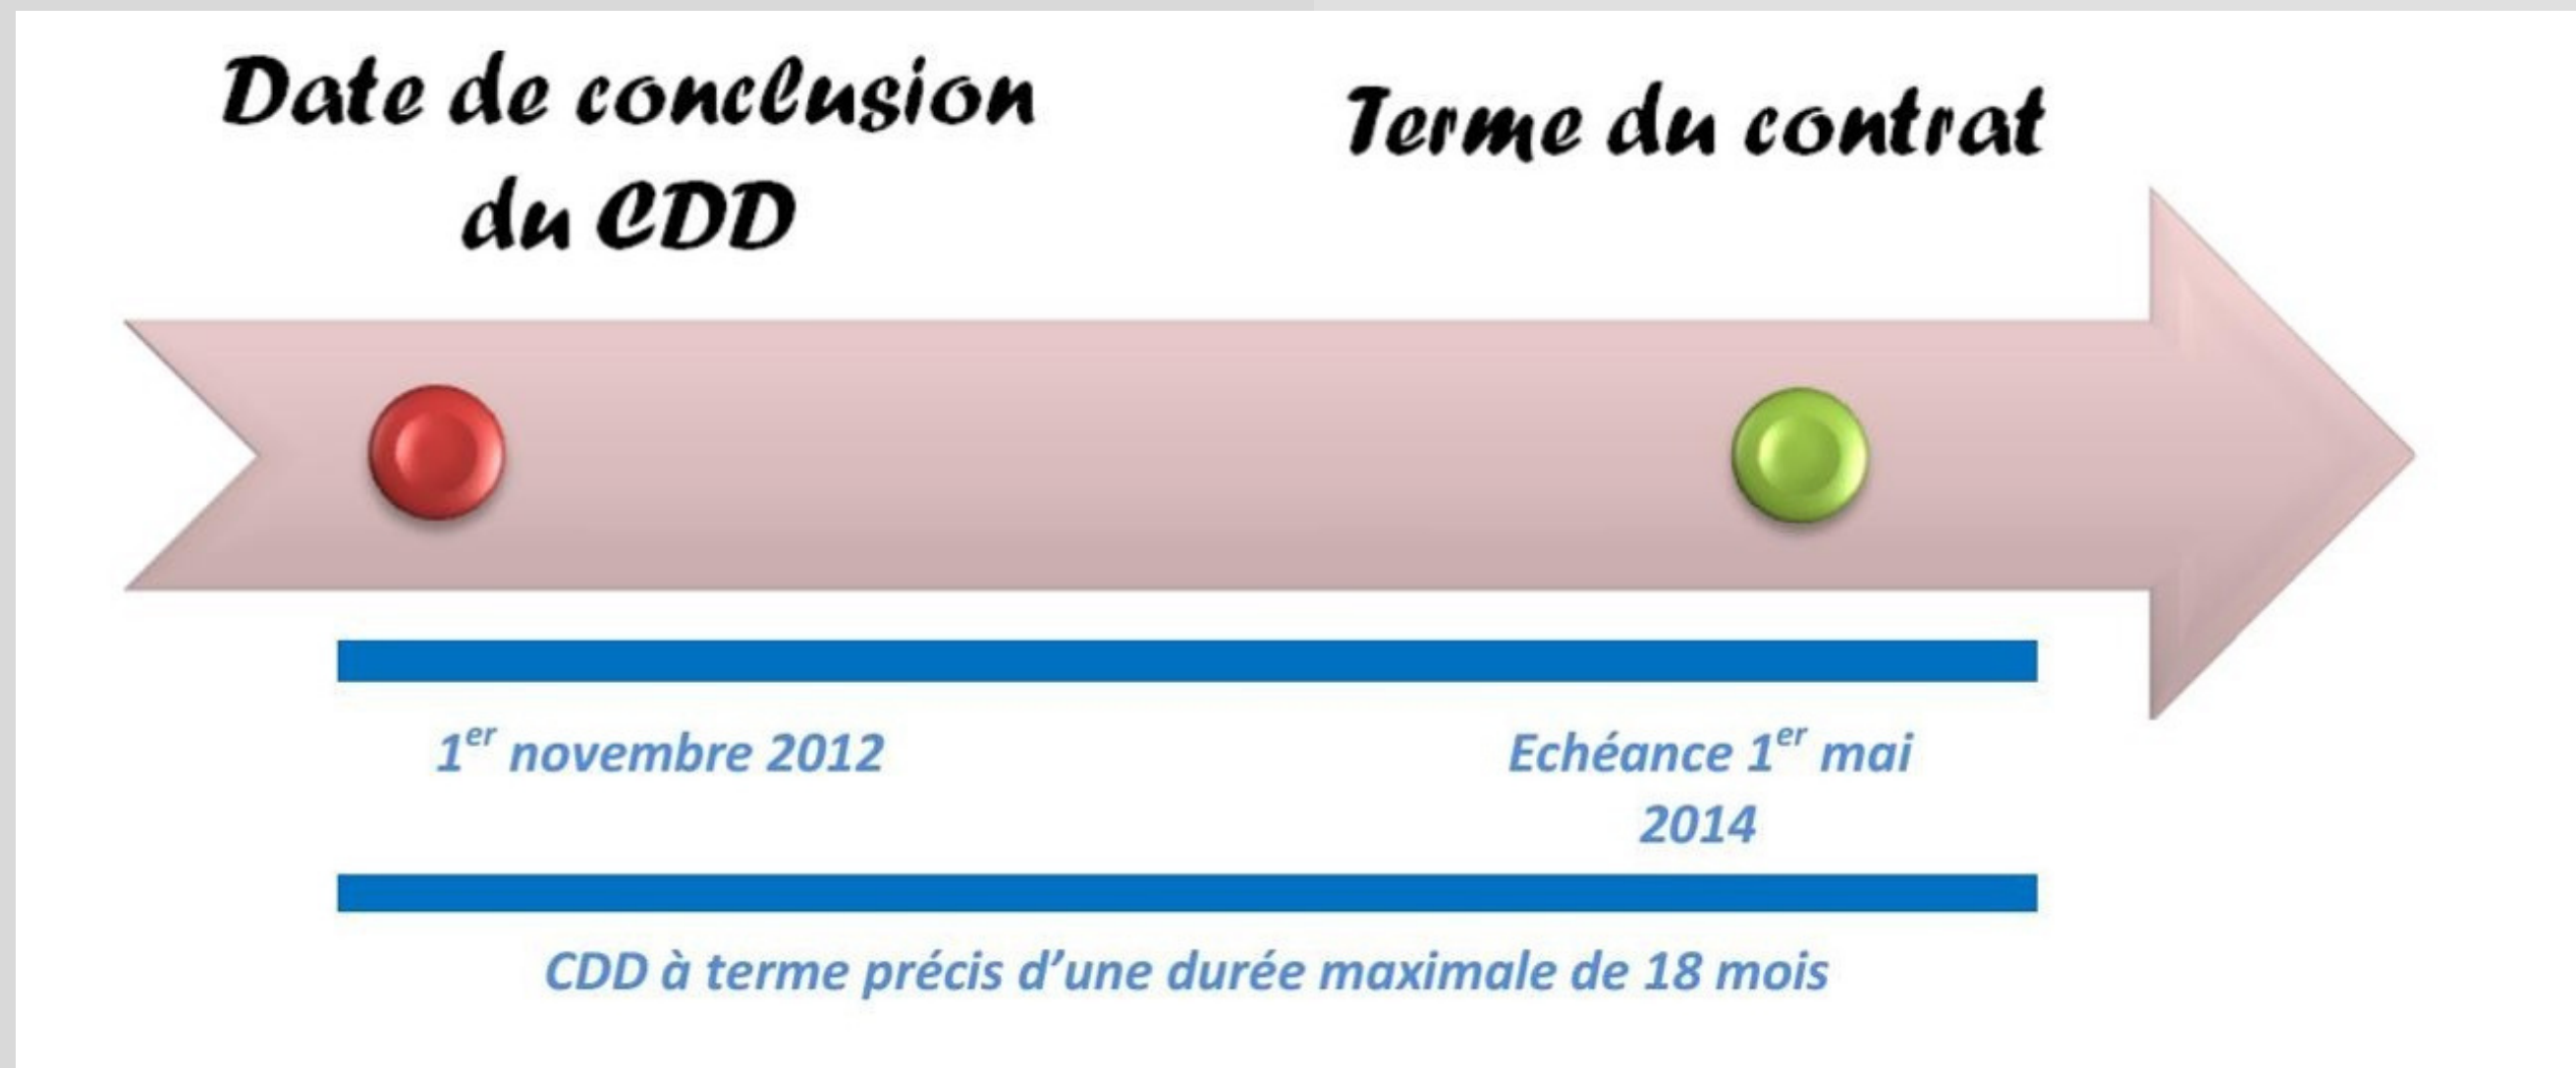 Date de conclusion
du CDD
Terme du contrat
1er novembre 2012
Echéance 1er mai
2014
CDD à terme précis d’une durée maximale de 18 mois